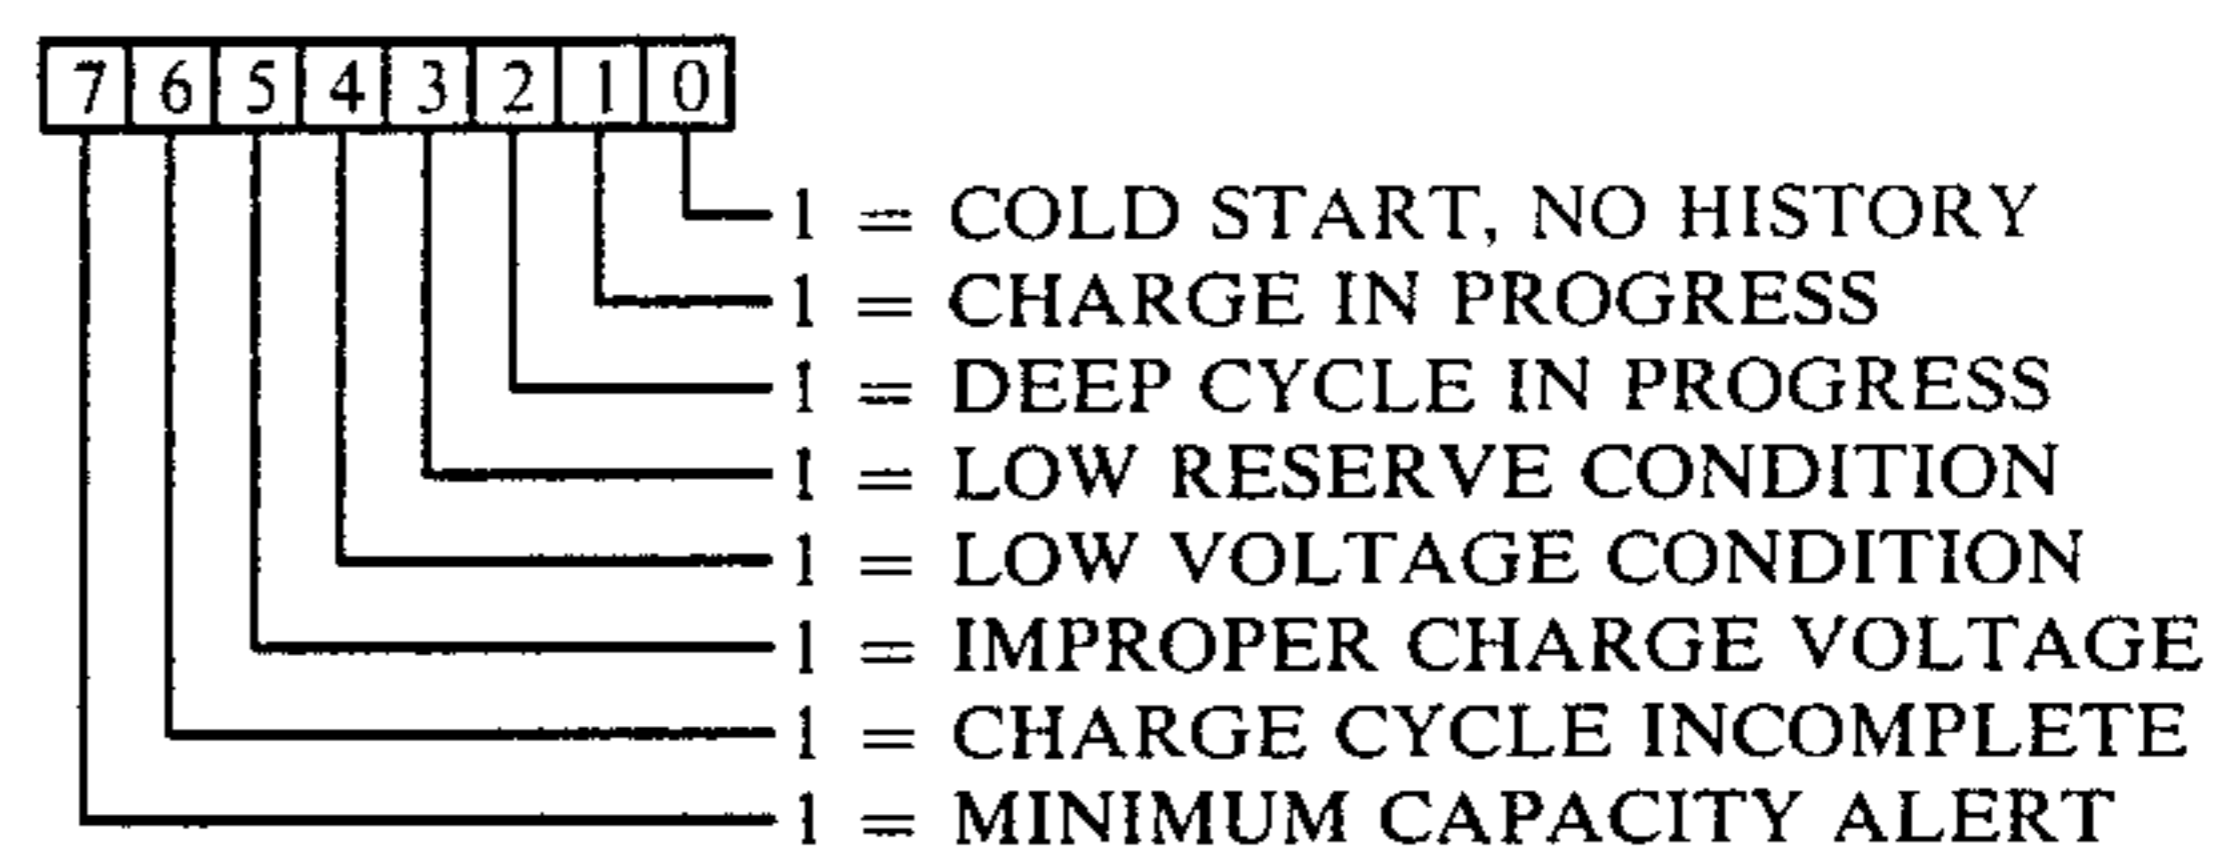 7 6 5 4 3 2 1 0
1 = COLD START, NO HISTORY
1 = CHARGE IN PROGRESS
1 = DEEP CYCLE IN PROGRESS
1 = LOW RESERVE CONDITION
1 = LOW VOLTAGE CONDITION
1 = IMPROPER CHARGE VOLTAGE
1 = CHARGE CYCLE INCOMPLETE
1 = MINIMUM CAPACITY ALERT